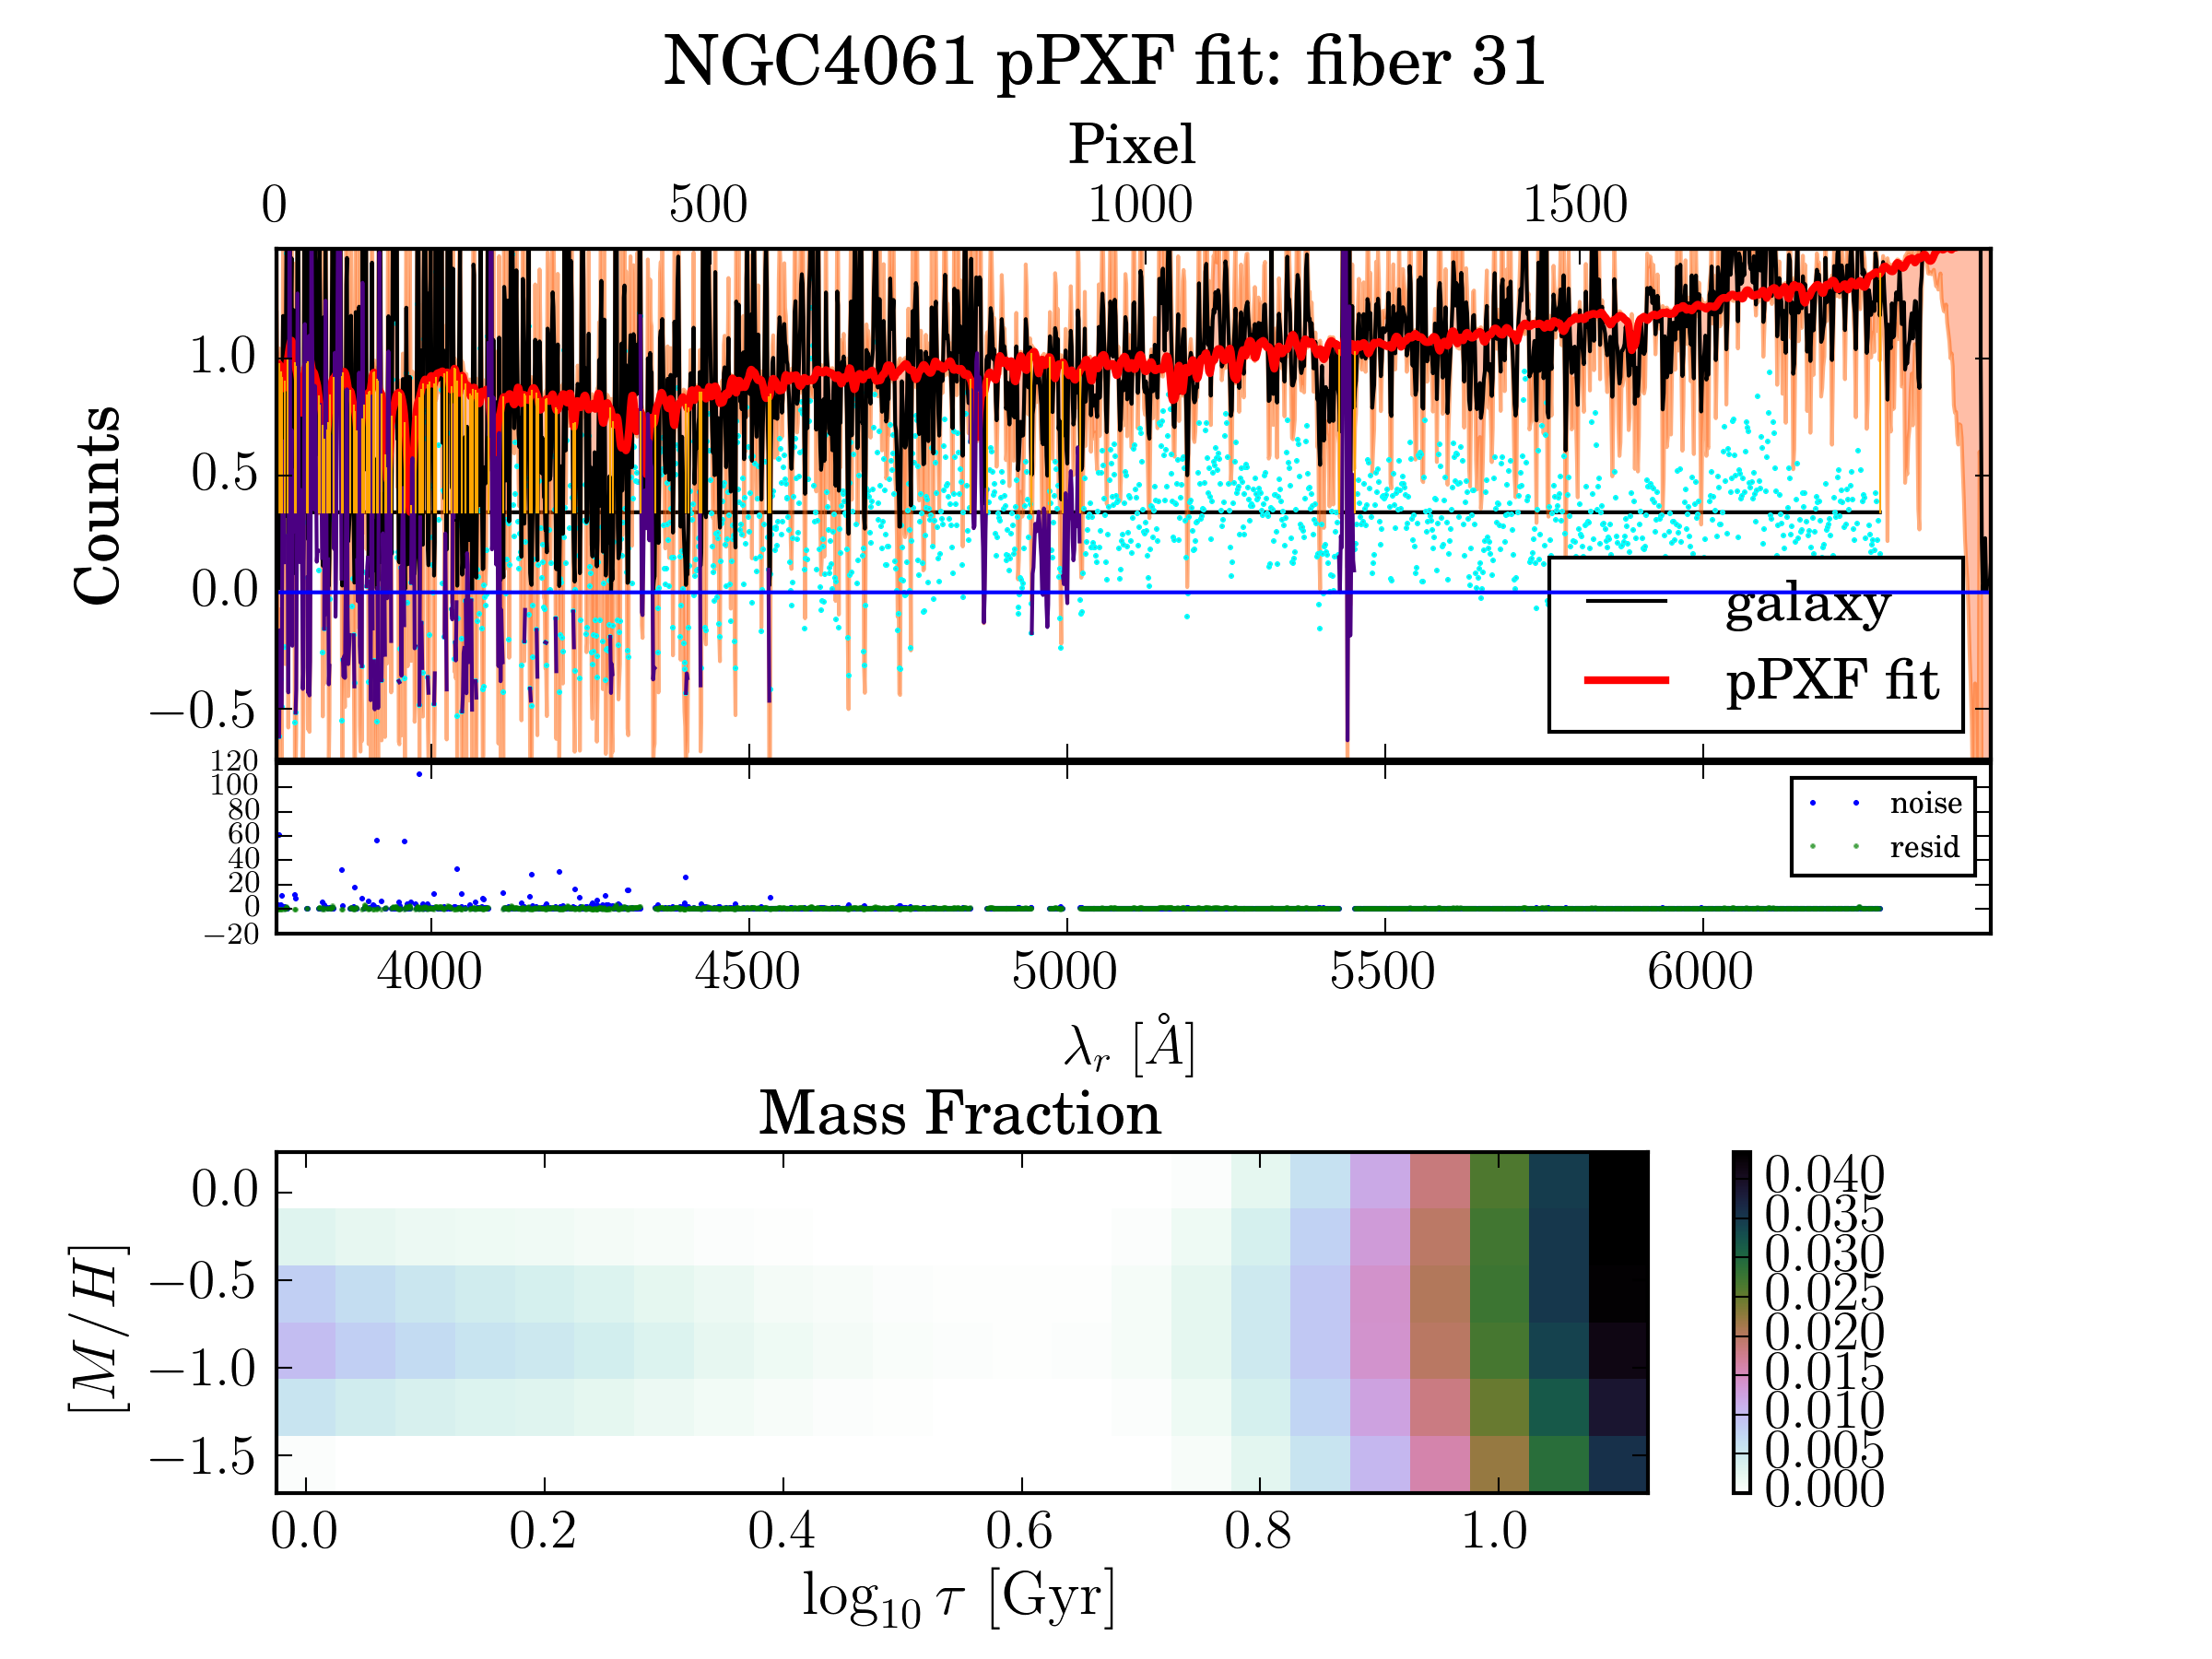 NGC4061 pPXF fit: fiber 31
Pixel
0 500 1000 1500
Counts
1.0
0.5
0.0
−0.5
galaxy
pPXF fit
120
100
80
60
40
20
0
−20
noise
resid
4000 4500 5000 5500 6000
λr [Å]
Mass Fraction
[M/H]
0.0
−0.5
−1.0
−1.5
0.0 0.2 0.4 0.6 0.8 1.0
log10 τ [Gyr]
0.040
0.035
0.030
0.025
0.020
0.015
0.010
0.005
0.000